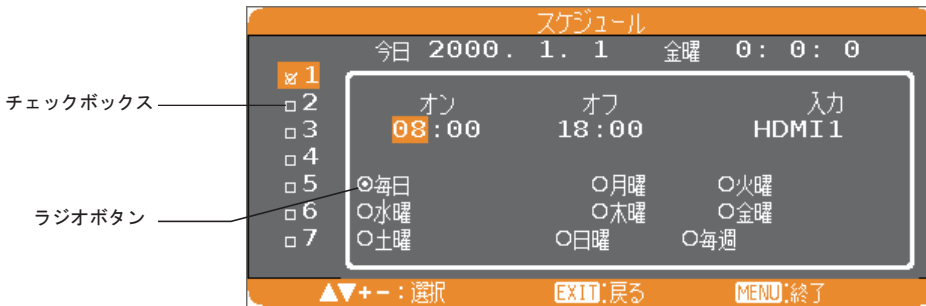 スケジュール
今日 2000. 1. 1 金曜 0: 0: 0
1
チェックボックス
2
3
4
5
6
7
オン オフ 入力
08:00 18:00 HDMI1
毎日 月曜 火曜
ラジオボタン
水曜 木曜 金曜
土曜 日曜 毎週
▲▼+-:選択 EXIT:戻る MENU:終了